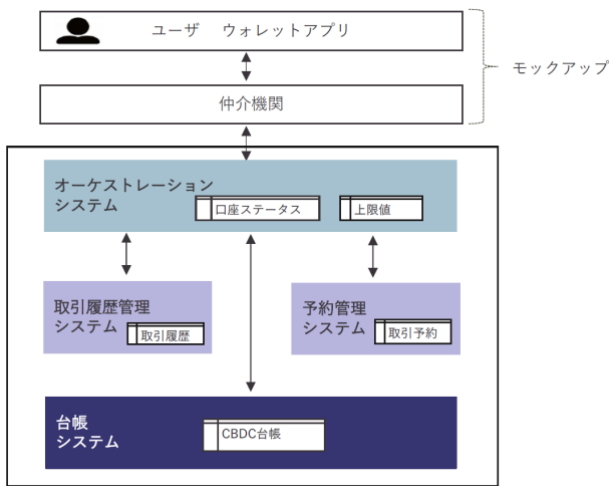 ユーザ ウォレットアプリ
モックアップ
仲介機関
オーケストレーション
システム
口座ステータス
上限値
取引履歴管理
システム
取引履歴
予約管理
システム
取引予約
台帳
システム
CBDC台帳